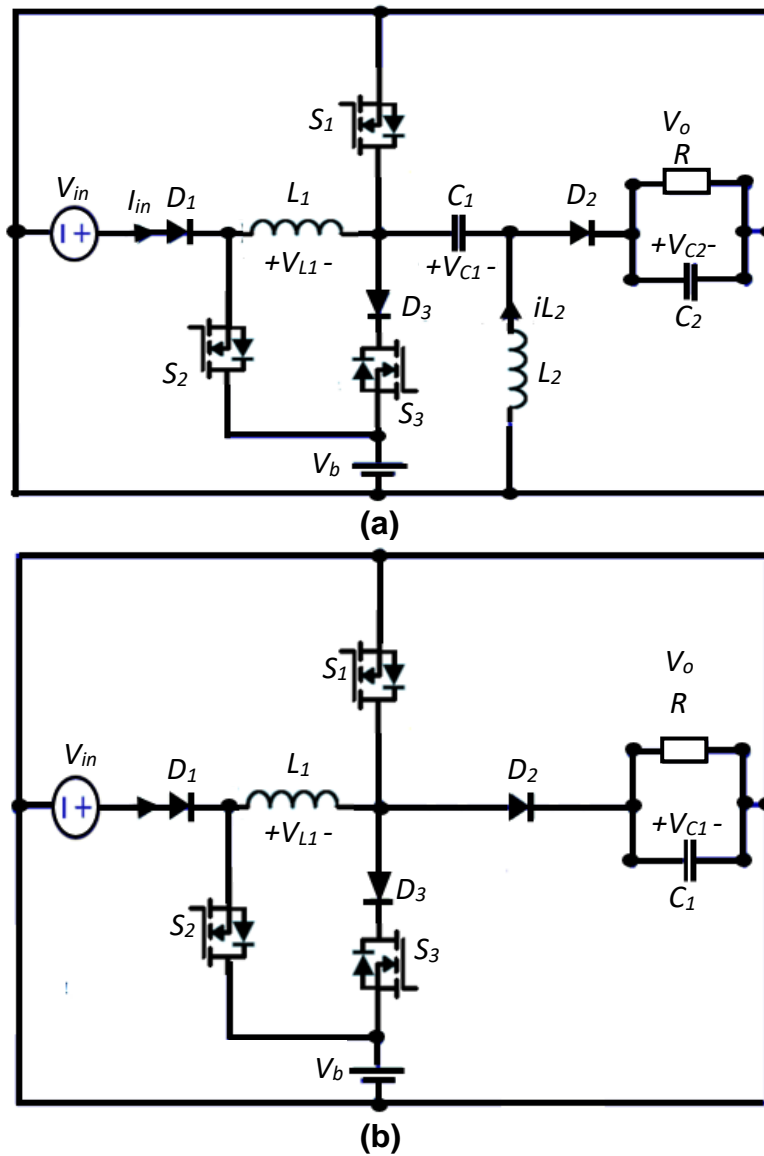 S1
Vo
R
Vin
Iin
D1
L1
C1
D2
+VL1 -
+VC1 -
+VC2-
C2
D3
iL2
S2
L2
S3
Vb
(a)
S1
Vo
R
Vin
D1
L1
D2
+VL1 -
+VC1 -
D3
C1
S2
S3
Vb
(b)